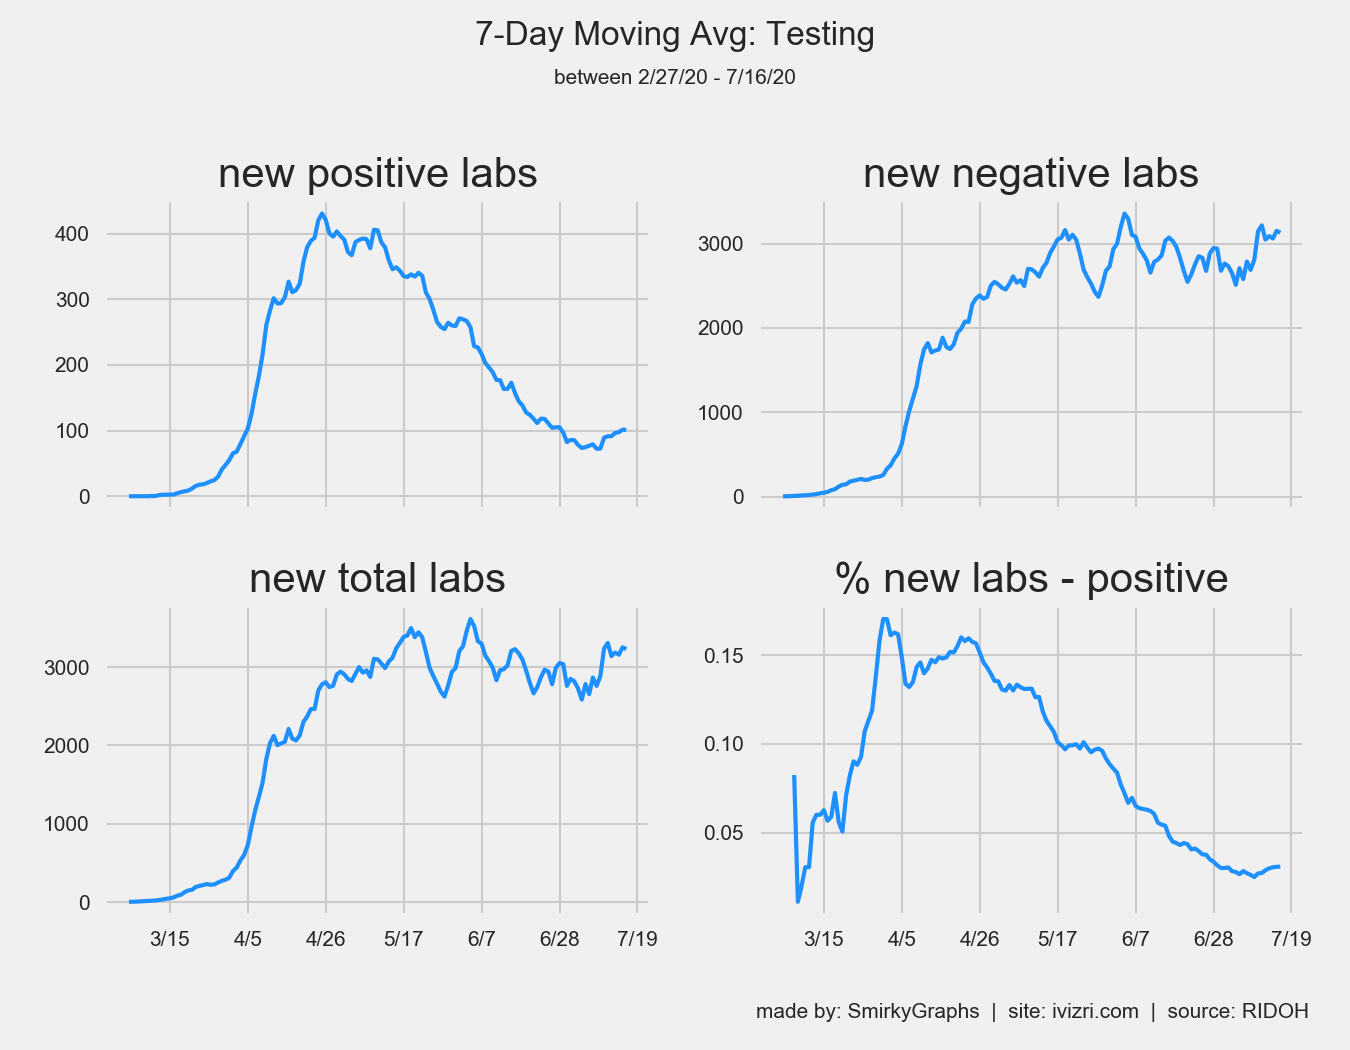 7-Day Moving Avg: Testing
between 2/27/20 - 7/16/20
new positive labs
400
300
200
100
0
new negative labs
3000
2000
1000
0
new total labs
3000
2000
1000
0
3/15 4/5 4/26 5/17 6/7 6/28 7/19
% new labs - positive
0.15
0.10
0.05
3/15 4/5 4/26 5/17 6/7 6/28 7/19
made by: SmirkyGraphs | site: ivizri.com | source: RIDOH